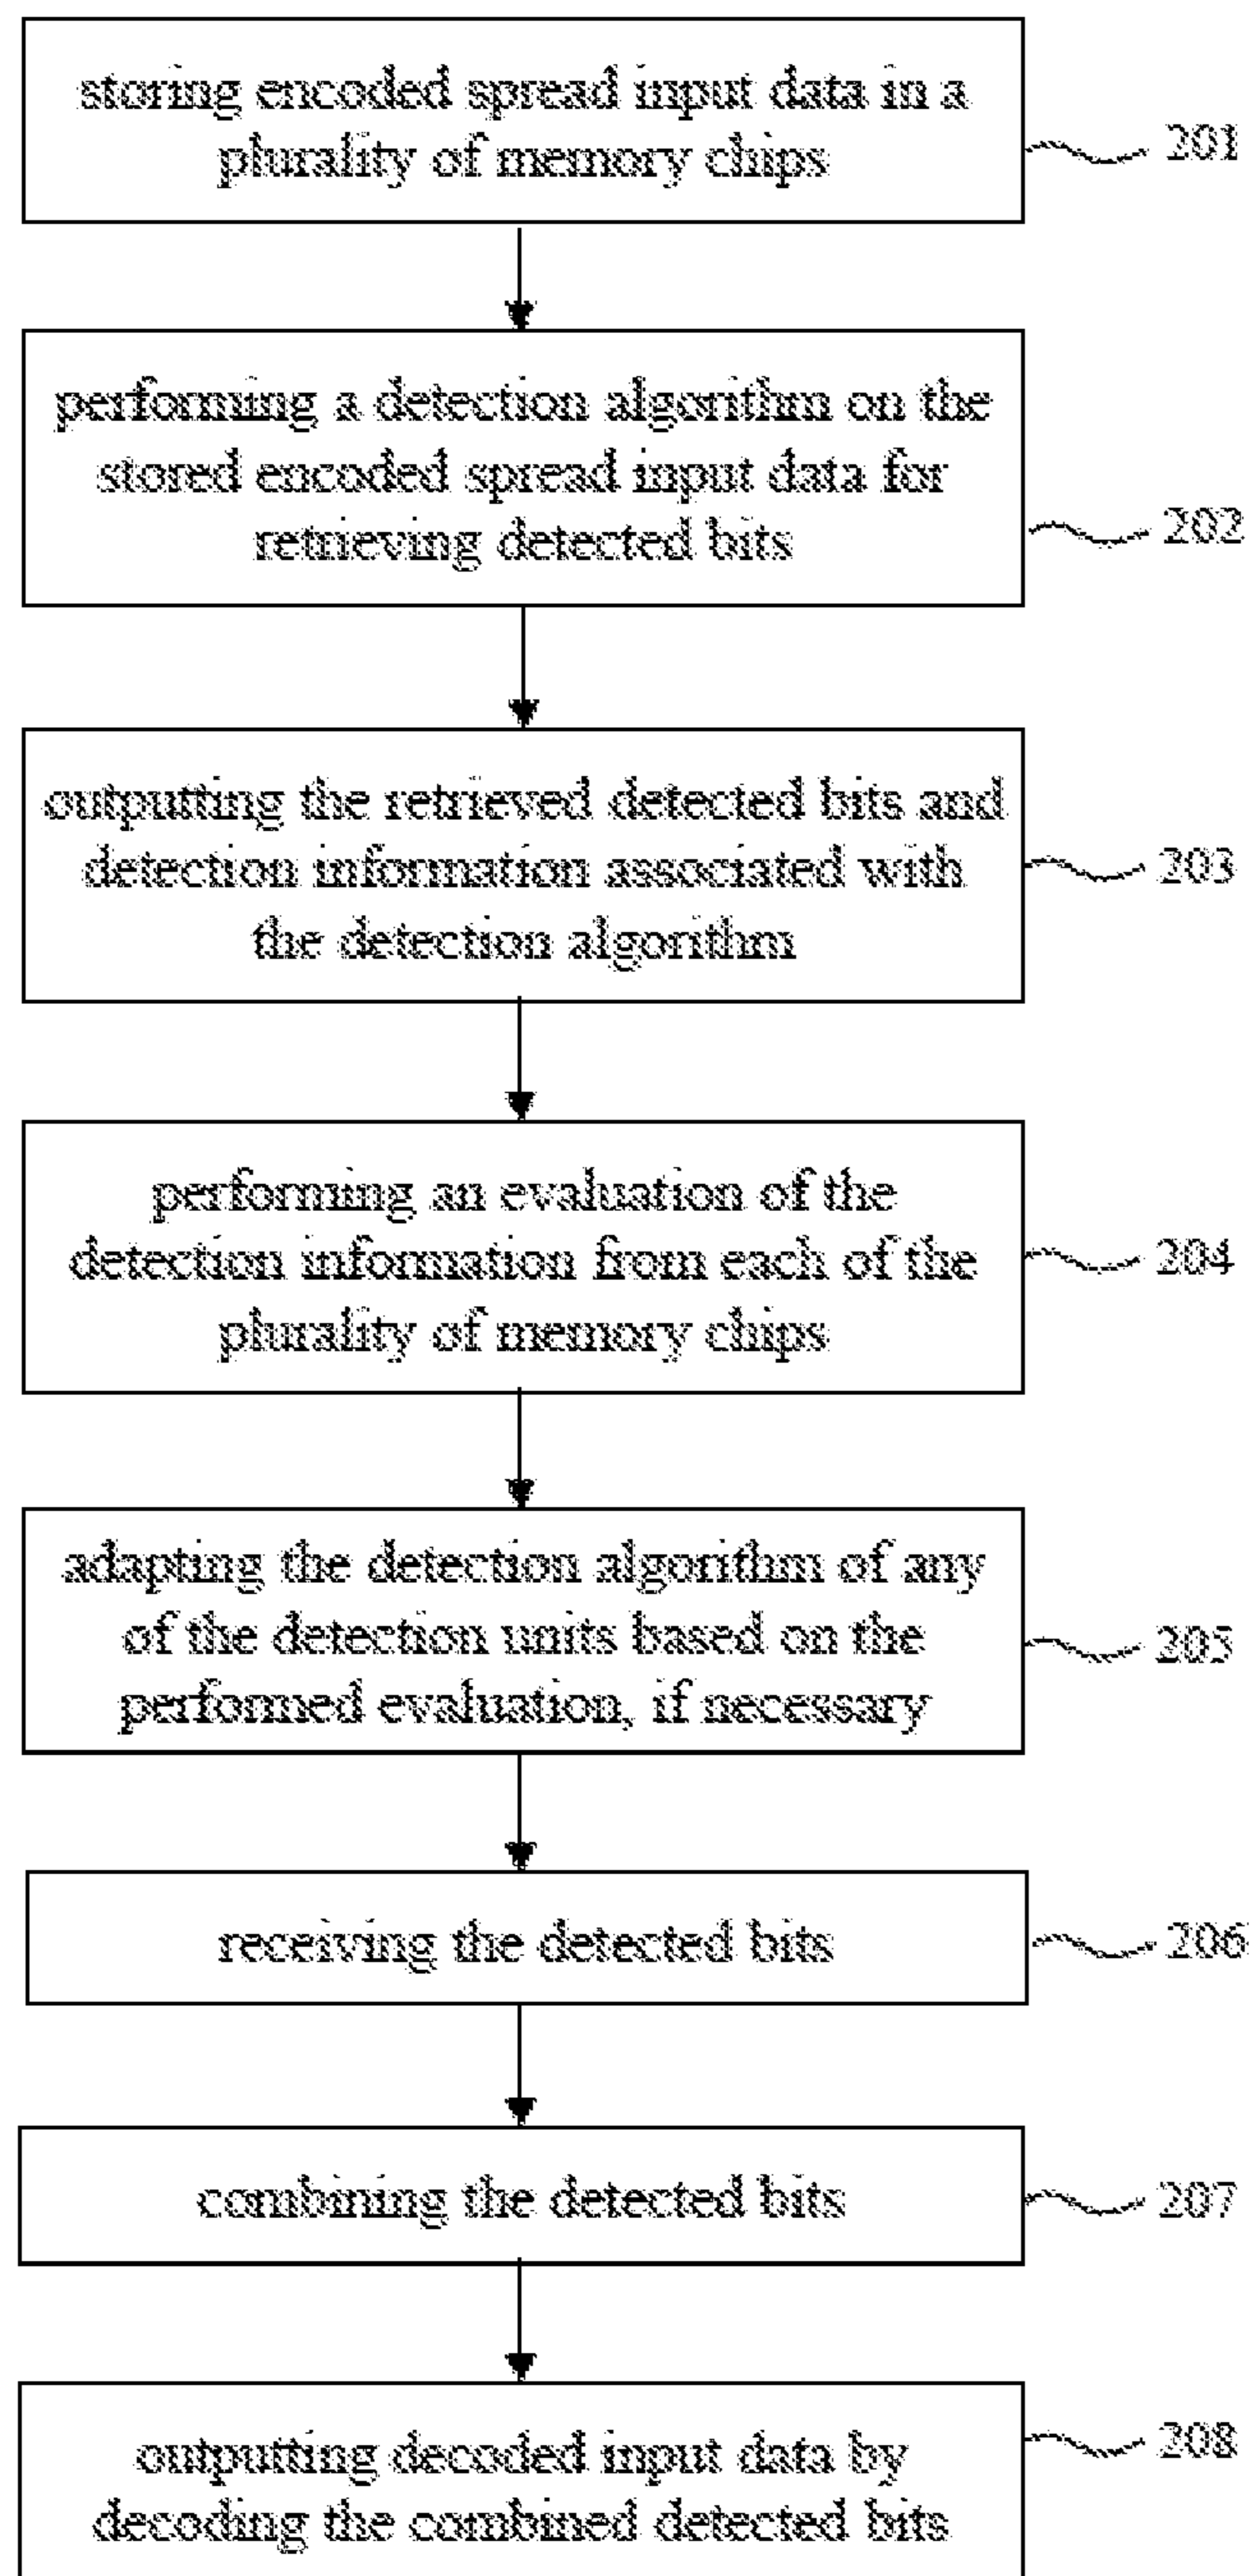 storing encoded spread input data in a
plurality of memory chips
201
performing a detection algorithm on the
stored encoded spread input data for
retrieving detected bits
202
outputting the retrieved detected bits and
detection information associated with
the detection algorithm
203
performing an evaluation of the
detection information from each of the
plurality of memory chips
204
adapting the detection algorithm of any
of the detection units based on the
performed evaluation, if necessary
205
receiving the detected bits
206
combining the detected bits
207
outputting decoded input data by
decoding the combined detected bits
208